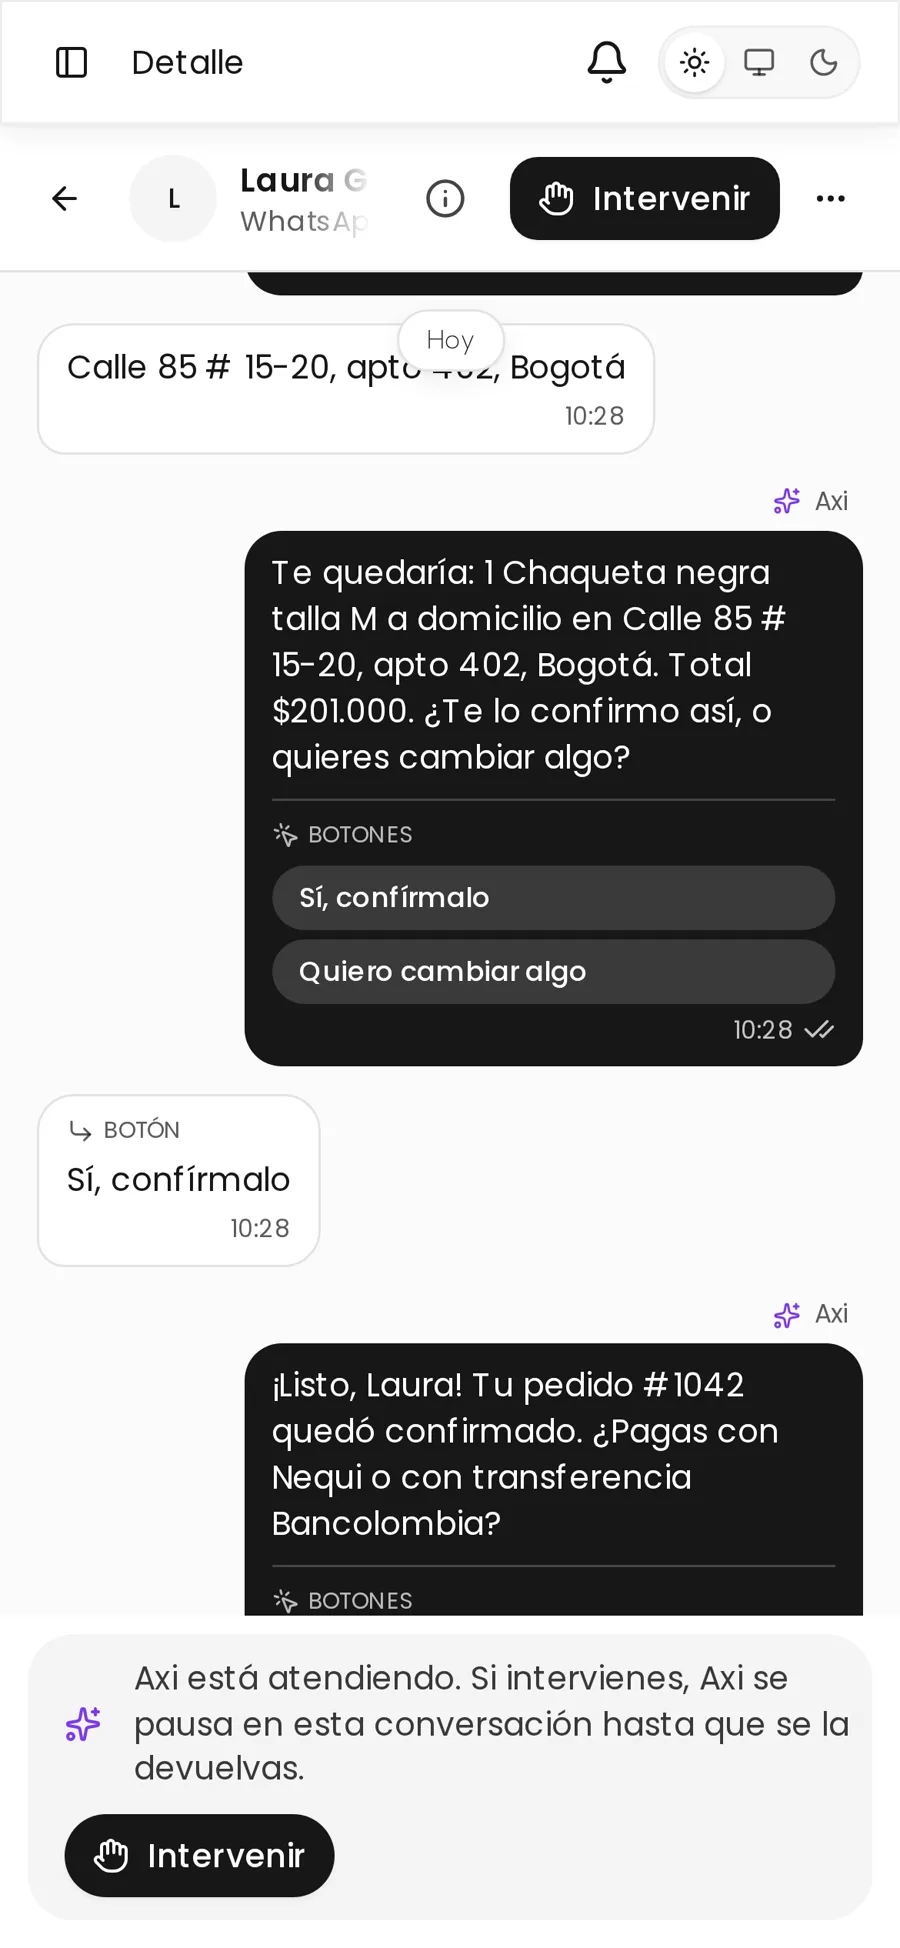 Detalle
Laura G
WhatsAp
Intervenir
Hoy
Calle 85 # 15-20, apto 402, Bogotá
10:28
Axi
Te quedaría: 1 Chaqueta negra
talla M a domicilio en Calle 85 #
15-20, apto 402, Bogotá. Total
$201.000. ¿Te lo confirmo así, o
quieres cambiar algo?
BOTONES
Sí, confírmalo
Quiero cambiar algo
10:28
BOTÓN
Sí, confírmalo
10:28
Axi
¡Listo, Laura! Tu pedido #1042
quedó confirmado. ¿Pagas con
Nequi o con transferencia
Bancolombia?
BOTONES
Axi está atendiendo. Si intervienes, Axi se
pausa en esta conversación hasta que se la
devuelvas.
Intervenir
L